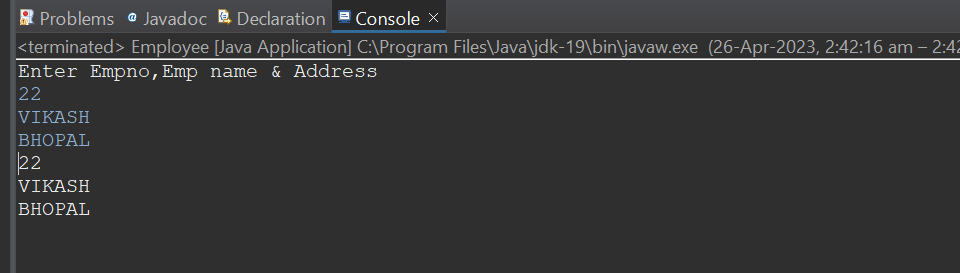 Problems @ Javadoc Declaration Console ×
<terminated> Employee [Java Application] C:\Program Files\Java\jdk-19\bin\javaw.exe (26-Apr-2023, 2:42:16 am – 2:42
Enter Empno,Emp name & Address
22
VIKASH
BHOPAL
22
VIKASH
BHOPAL